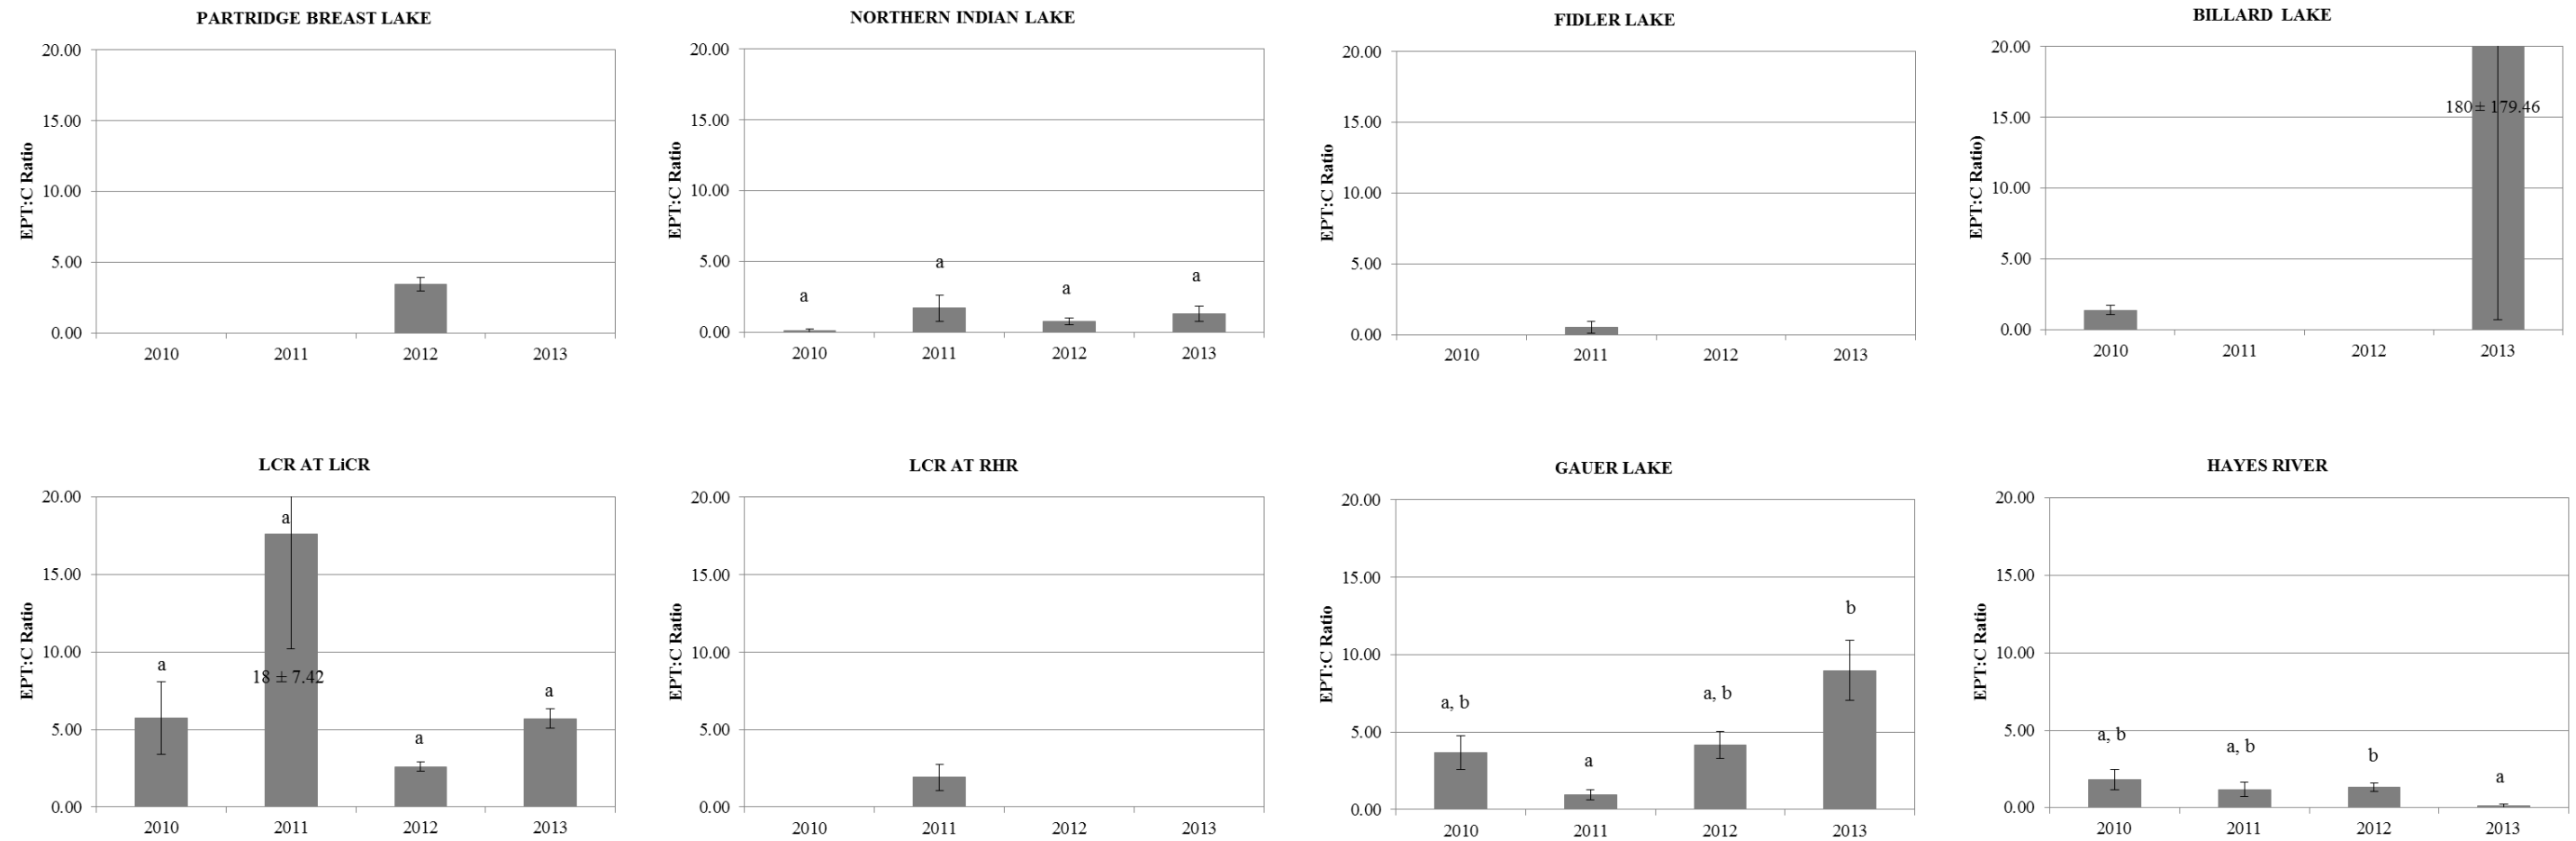 PARTRIDGE BREAST LAKE
EPT:C Ratio
20.00
15.00
10.00
5.00
0.00
2010 2011 2012 2013
NORTHERN INDIAN LAKE
EPT:C Ratio
20.00
15.00
10.00
5.00
0.00
a a a a
2010 2011 2012 2013
FIDLER LAKE
EPT:C Ratio
20.00
15.00
10.00
5.00
0.00
2010 2011 2012 2013
BILLARD LAKE
EPT:C Ratio)
20.00
15.00
10.00
5.00
0.00
180 ± 179.46
2010 2011 2012 2013
LCR AT LiCR
EPT:C Ratio
20.00
15.00
10.00
5.00
0.00
a a a a
18 ± 7.42
2010 2011 2012 2013
LCR AT RHR
EPT:C Ratio
20.00
15.00
10.00
5.00
0.00
2010 2011 2012 2013
GAUER LAKE
EPT:C Ratio
20.00
15.00
10.00
5.00
0.00
a, b a a, b b
2010 2011 2012 2013
HAYES RIVER
EPT:C Ratio
20.00
15.00
10.00
5.00
0.00
a, b a, b b a
2010 2011 2012 2013